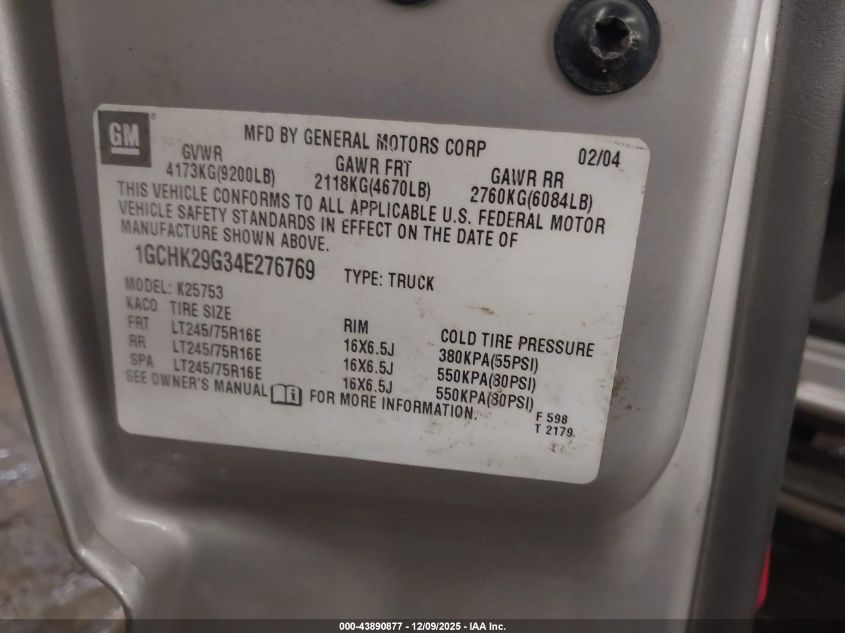 GM
MFD BY GENERAL MOTORS CORP 02/04
GVWR GAWR FRT GAWR RR
4173KG(9200LB) 2118KG(4670LB) 2760KG(6084LB)
THIS VEHICLE CONFORMS TO ALL APPLICABLE U.S. FEDERAL MOTOR
VEHICLE SAFETY STANDARDS IN EFFECT ON THE DATE OF
MANUFACTURE SHOWN ABOVE.
1GCHK29G34E276769 TYPE: TRUCK
MODEL: K25753
KACO TIRE SIZE RIM COLD TIRE PRESSURE
FRT LT245/75R16E 16X6.5J 380KPA(55PSI)
RR LT245/75R16E 16X6.5J 550KPA(80PSI)
SPA LT245/75R16E 16X6.5J 550KPA(80PSI)
SEE OWNER'S MANUAL FOR MORE INFORMATION.
F 598
T 2179
000-43890877 - 12/09/2025 - IAA Inc.